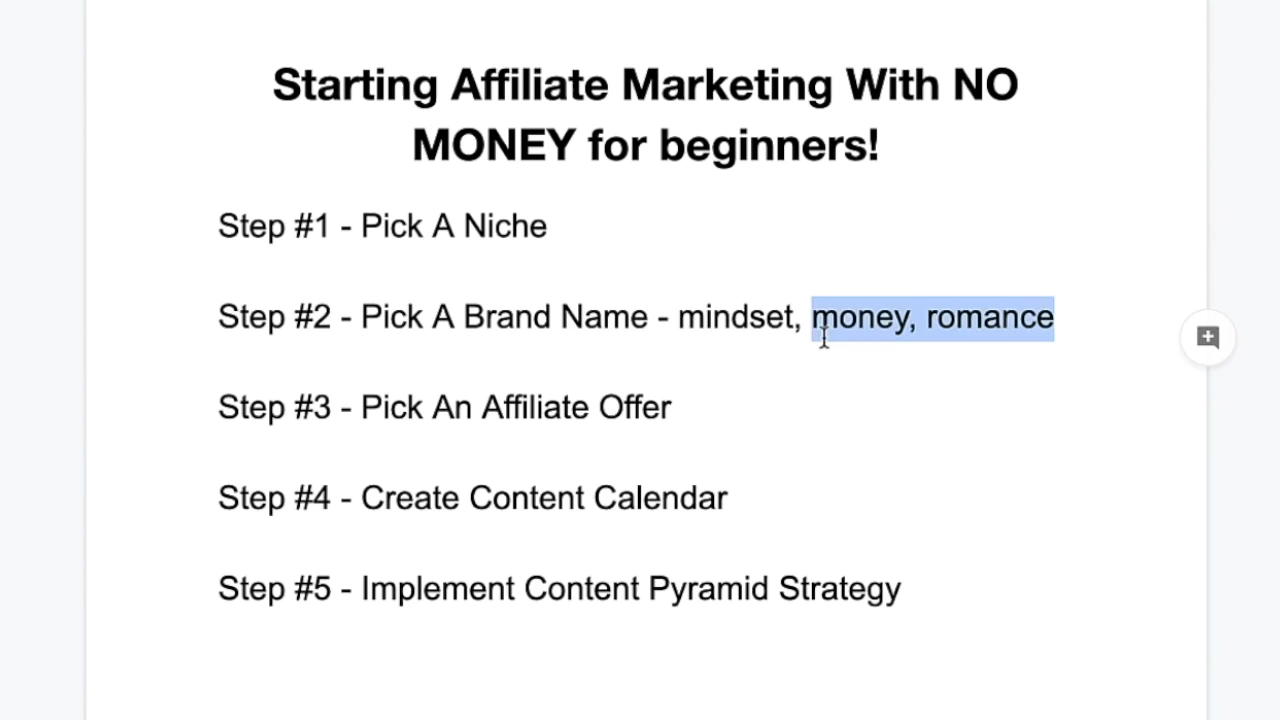 Starting Affiliate Marketing With NO
MONEY for beginners!
Step #1 - Pick A Niche
Step #2 - Pick A Brand Name - mindset, money, romance
Step #3 - Pick An Affiliate Offer
Step #4 - Create Content Calendar
Step #5 - Implement Content Pyramid Strategy